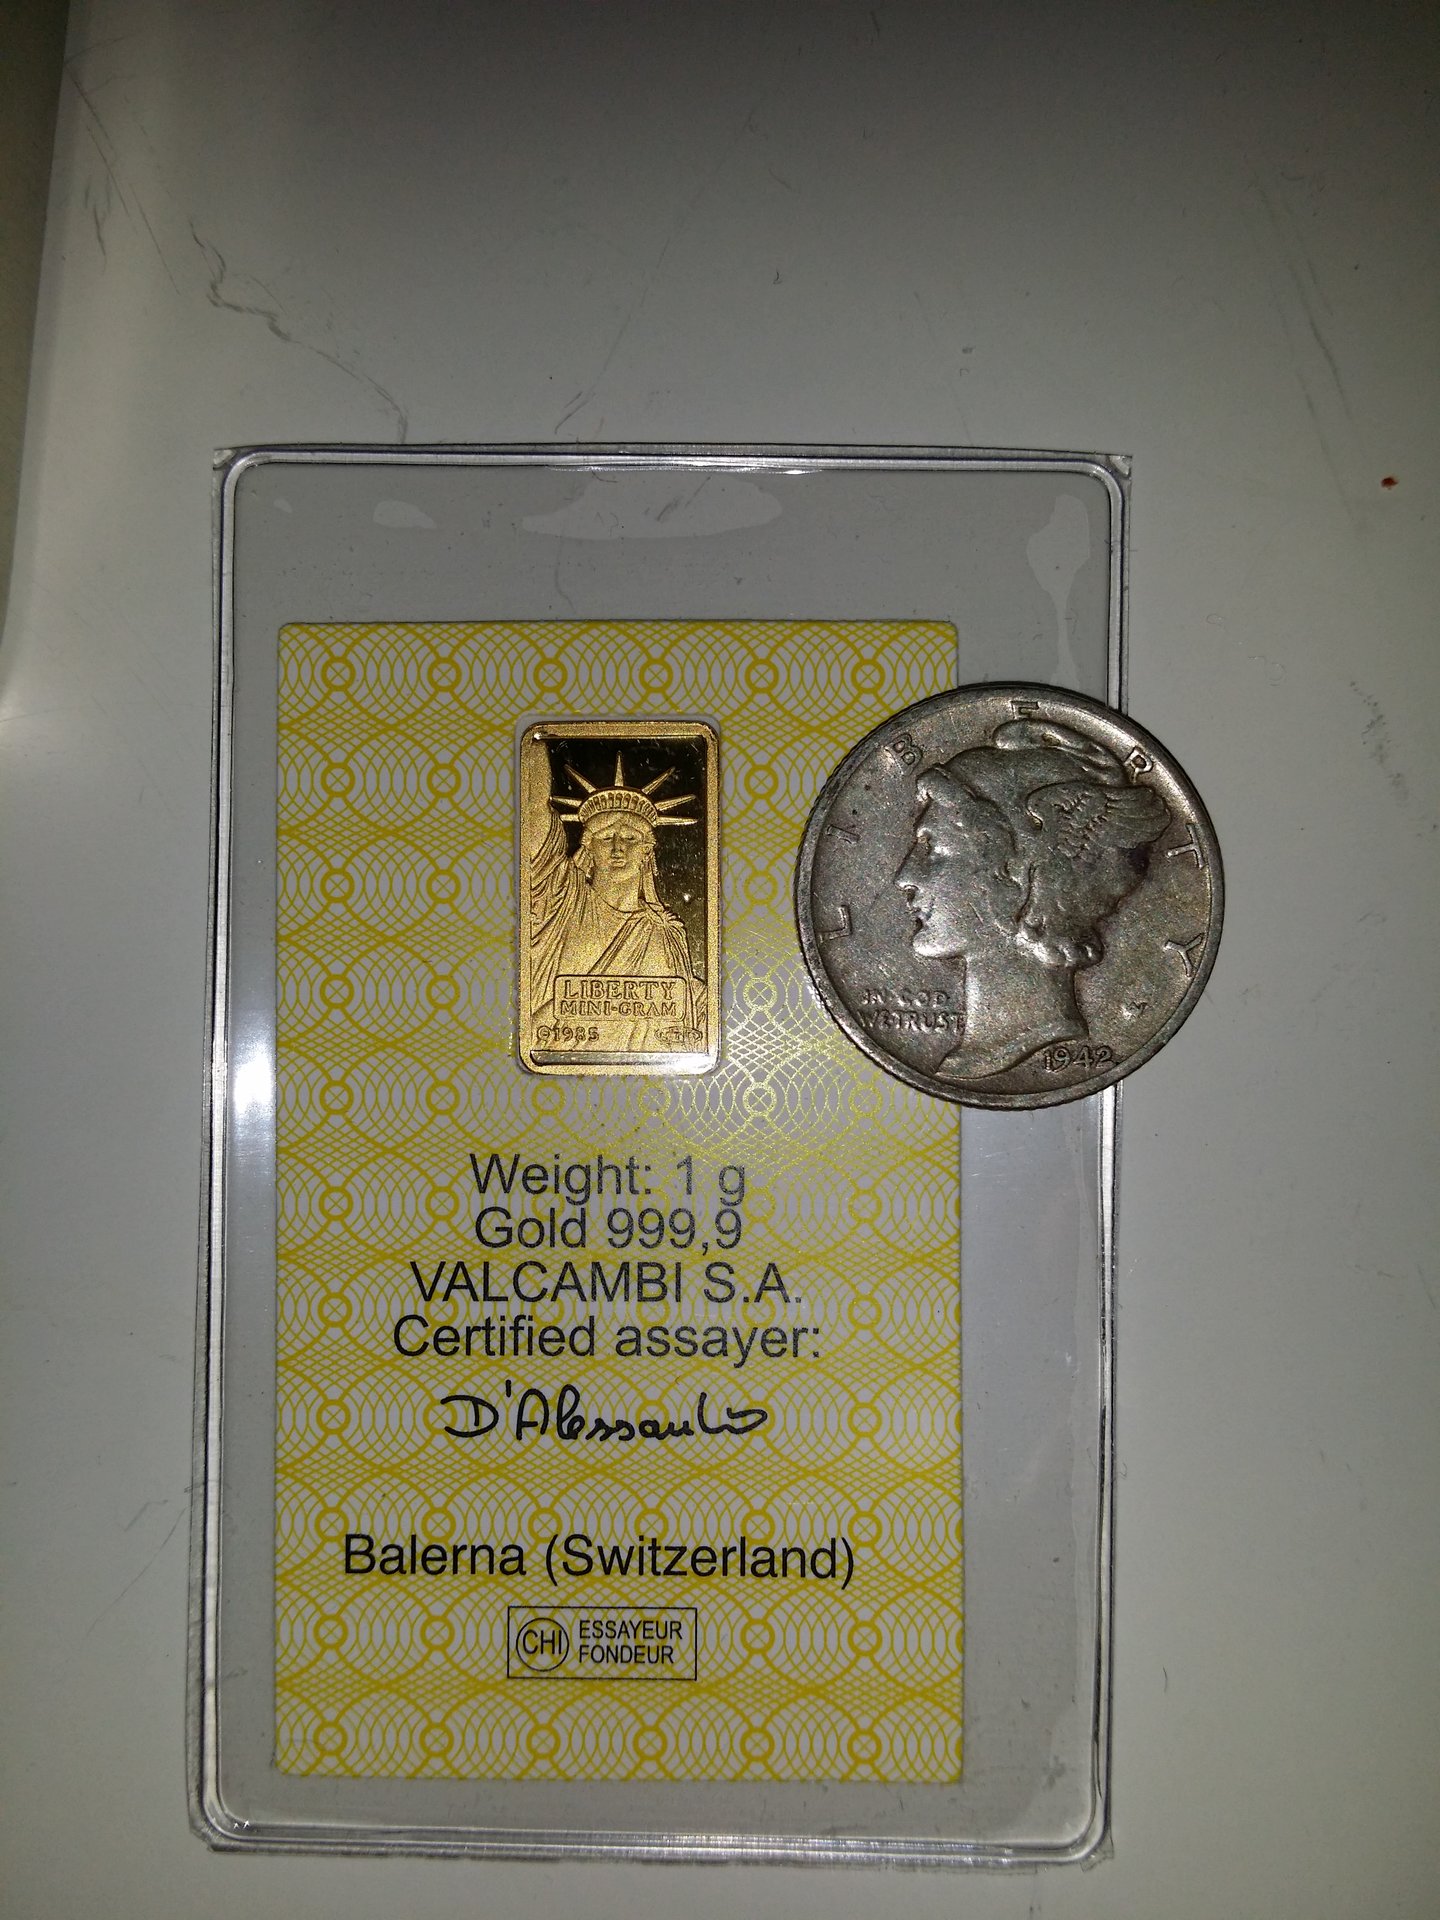 LIBERTY
MINI-GRAM
©1985
LIBERTY
IN GOD
WE TRUST
1942
Weight: 1 g
Gold 999,9
VALCAMBI S.A.
Certified assayer:
D'Alessandro
Balerna (Switzerland)
CHI ESSAYEUR
FONDEUR